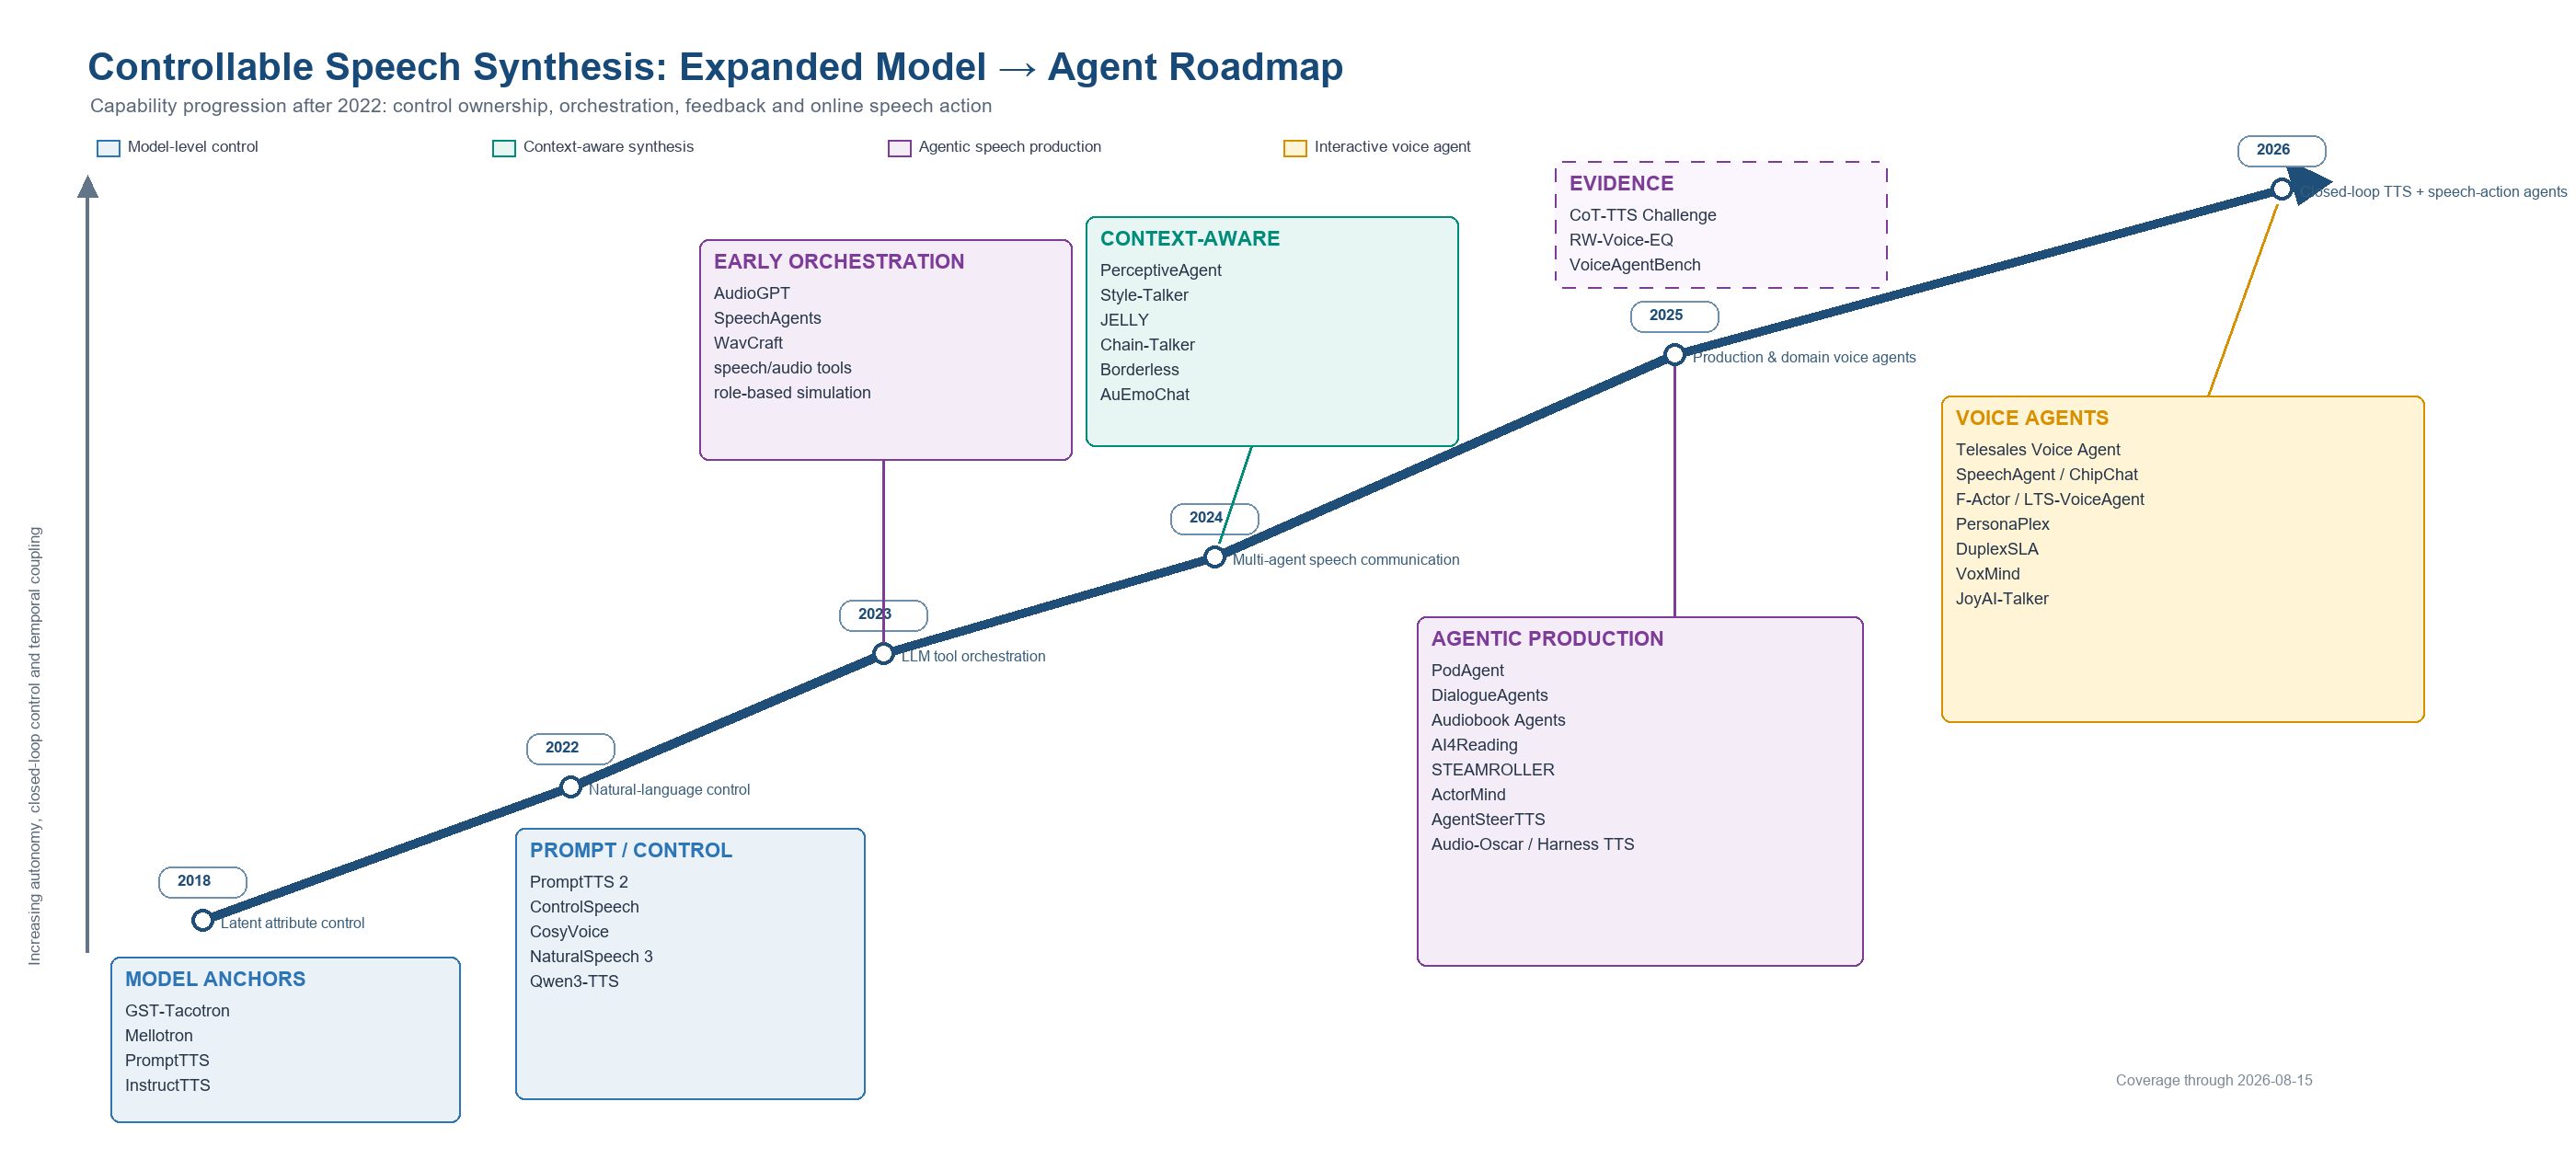 Controllable Speech Synthesis: Expanded Model → Agent Roadmap
Capability progression after 2022: control ownership, orchestration, feedback and online speech action
Model-level control
Context-aware synthesis
Agentic speech production
Interactive voice agent
Increasing autonomy, closed-loop control and temporal coupling
2018
Latent attribute control
MODEL ANCHORS
GST-Tacotron
Mellotron
PromptTTS
InstructTTS
2022
Natural-language control
PROMPT / CONTROL
PromptTTS 2
ControlSpeech
CosyVoice
NaturalSpeech 3
Qwen3-TTS
EARLY ORCHESTRATION
AudioGPT
SpeechAgents
WavCraft
speech/audio tools
role-based simulation
2023
LLM tool orchestration
CONTEXT-AWARE
PerceptiveAgent
Style-Talker
JELLY
Chain-Talker
Borderless
AuEmoChat
2024
Multi-agent speech communication
EVIDENCE
CoT-TTS Challenge
RW-Voice-EQ
VoiceAgentBench
2025
Production & domain voice agents
AGENTIC PRODUCTION
PodAgent
DialogueAgents
Audiobook Agents
AI4Reading
STEAMROLLER
ActorMind
AgentSteerTTS
Audio-Oscar / Harness TTS
2026
Closed-loop TTS + speech-action agents
VOICE AGENTS
Telesales Voice Agent
SpeechAgent / ChipChat
F-Actor / LTS-VoiceAgent
PersonaPlex
DuplexSLA
VoxMind
JoyAI-Talker
Coverage through 2026-08-15